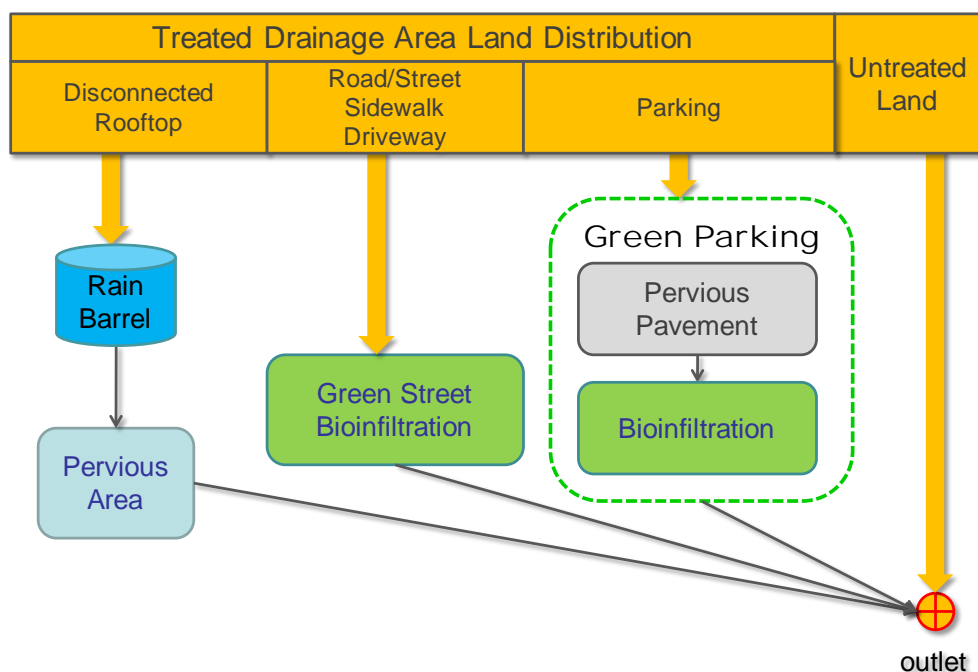 Treated Drainage Area Land Distribution
Untreated
Land
Disconnected
Rooftop
Road/Street
Sidewalk
Driveway
Parking
Rain
Barrel
Pervious
Area
Green Street
Bioinfiltration
Green Parking
Pervious
Pavement
Bioinfiltration
outlet